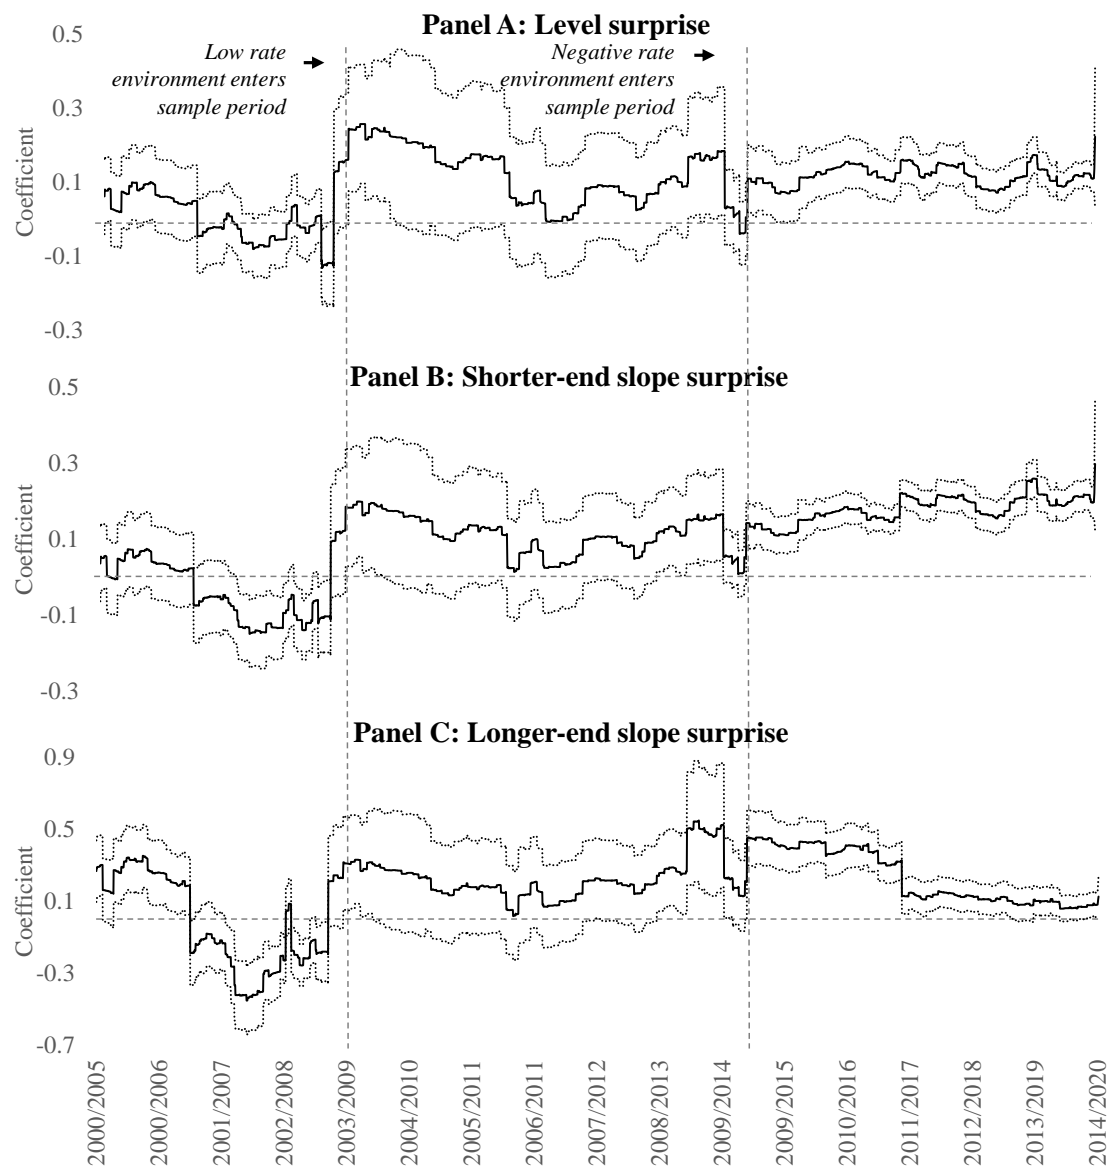 Panel A: Level surprise
Low rate
environment enters
sample period
Negative rate
environment enters
sample period
0.5
0.3
0.1
-0.1
-0.3
Coefficient
Panel B: Shorter-end slope surprise
0.5
0.3
0.1
-0.1
-0.3
Coefficient
Panel C: Longer-end slope surprise
0.9
0.5
0.1
-0.3
-0.7
Coefficient
2000/2005
2000/2006
2001/2007
2002/2008
2003/2009
2004/2010
2005/2011
2006/2011
2007/2012
2008/2013
2009/2014
2009/2015
2010/2016
2011/2017
2012/2018
2013/2019
2014/2020